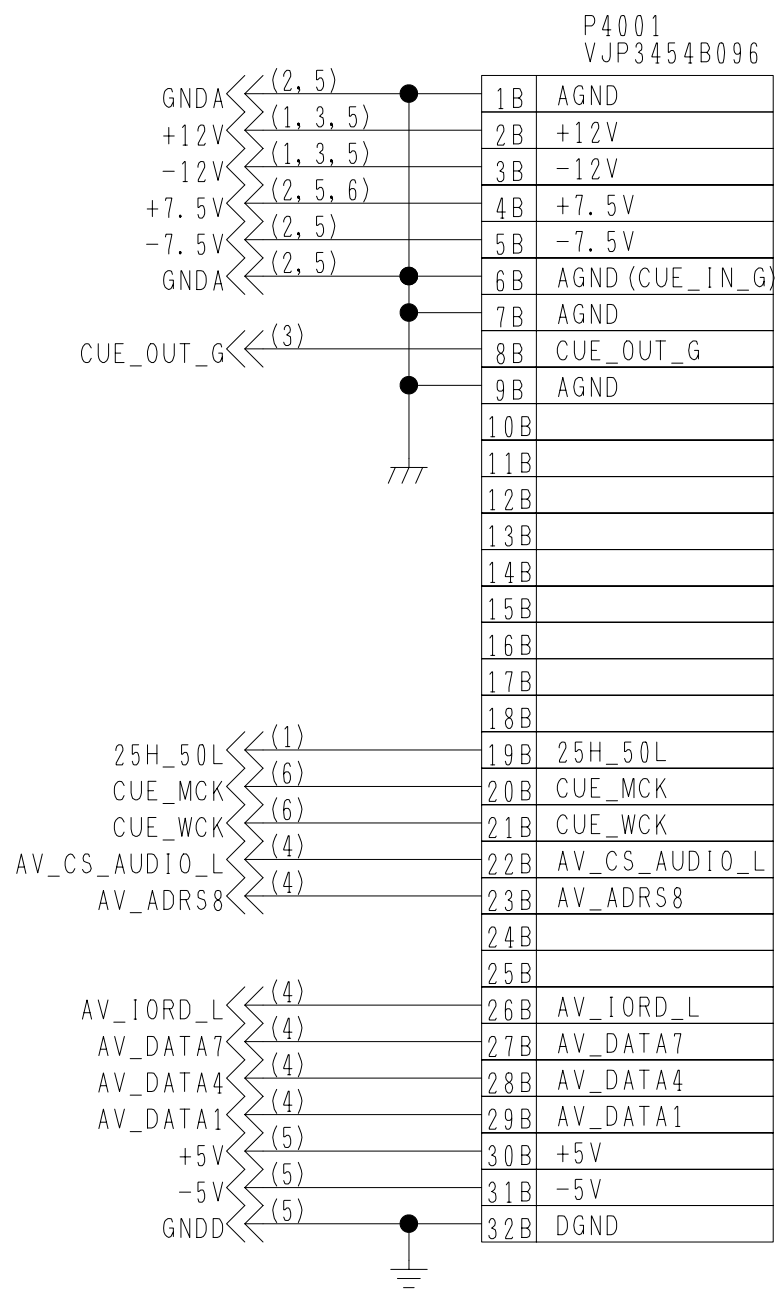 P4001
VJP3454B096
GNDA (2, 5) 1B AGND
+12V (1, 3, 5) 2B +12V
-12V (1, 3, 5) 3B -12V
+7.5V (2, 5, 6) 4B +7.5V
-7.5V (2, 5) 5B -7.5V
GNDA (2, 5) 6B AGND(CUE_IN_G)
7B AGND
CUE_OUT_G (3) 8B CUE_OUT_G
9B AGND
10B
11B
12B
13B
14B
15B
16B
17B
18B
25H_50L (1) 19B 25H_50L
CUE_MCK (6) 20B CUE_MCK
CUE_WCK (6) 21B CUE_WCK
AV_CS_AUDIO_L (4) 22B AV_CS_AUDIO_L
AV_ADRS8 (4) 23B AV_ADRS8
24B
25B
AV_IORD_L (4) 26B AV_IORD_L
AV_DATA7 (4) 27B AV_DATA7
AV_DATA4 (4) 28B AV_DATA4
AV_DATA1 (4) 29B AV_DATA1
+5V (5) 30B +5V
-5V (5) 31B -5V
GNDD (5) 32B DGND